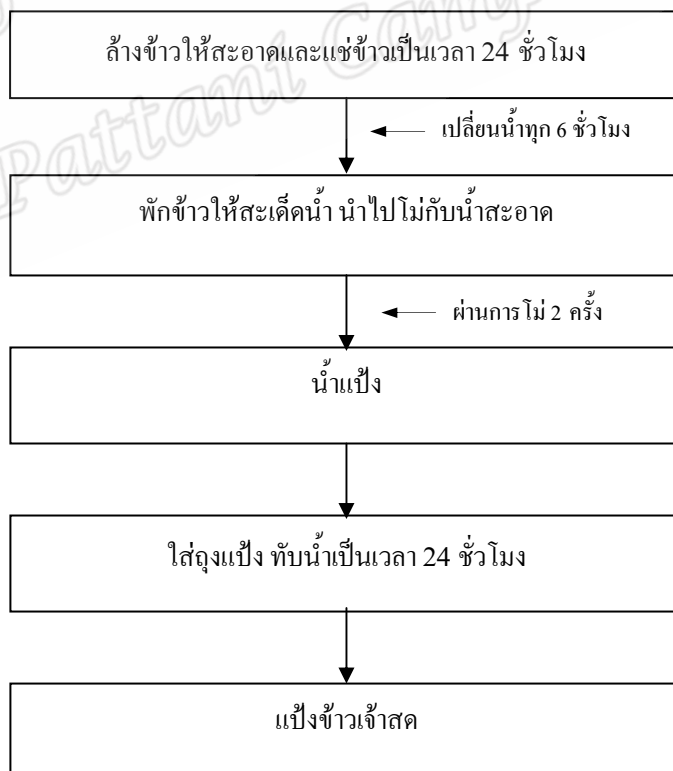 Pattani Camp
ล้างข้าวให้สะอาดและแช่ข้าวเป็นเวลา 24 ชั่วโมง
เปลี่ยนน้ำทุก 6 ชั่วโมง
พักข้าวให้สะเด็ดน้ำ นำไปโม่กับน้ำสะอาด
ผ่านการโม่ 2 ครั้ง
น้ำแป้ง
ใส่ถุงแป้ง ทับน้ำเป็นเวลา 24 ชั่วโมง
แป้งข้าวเจ้าสด